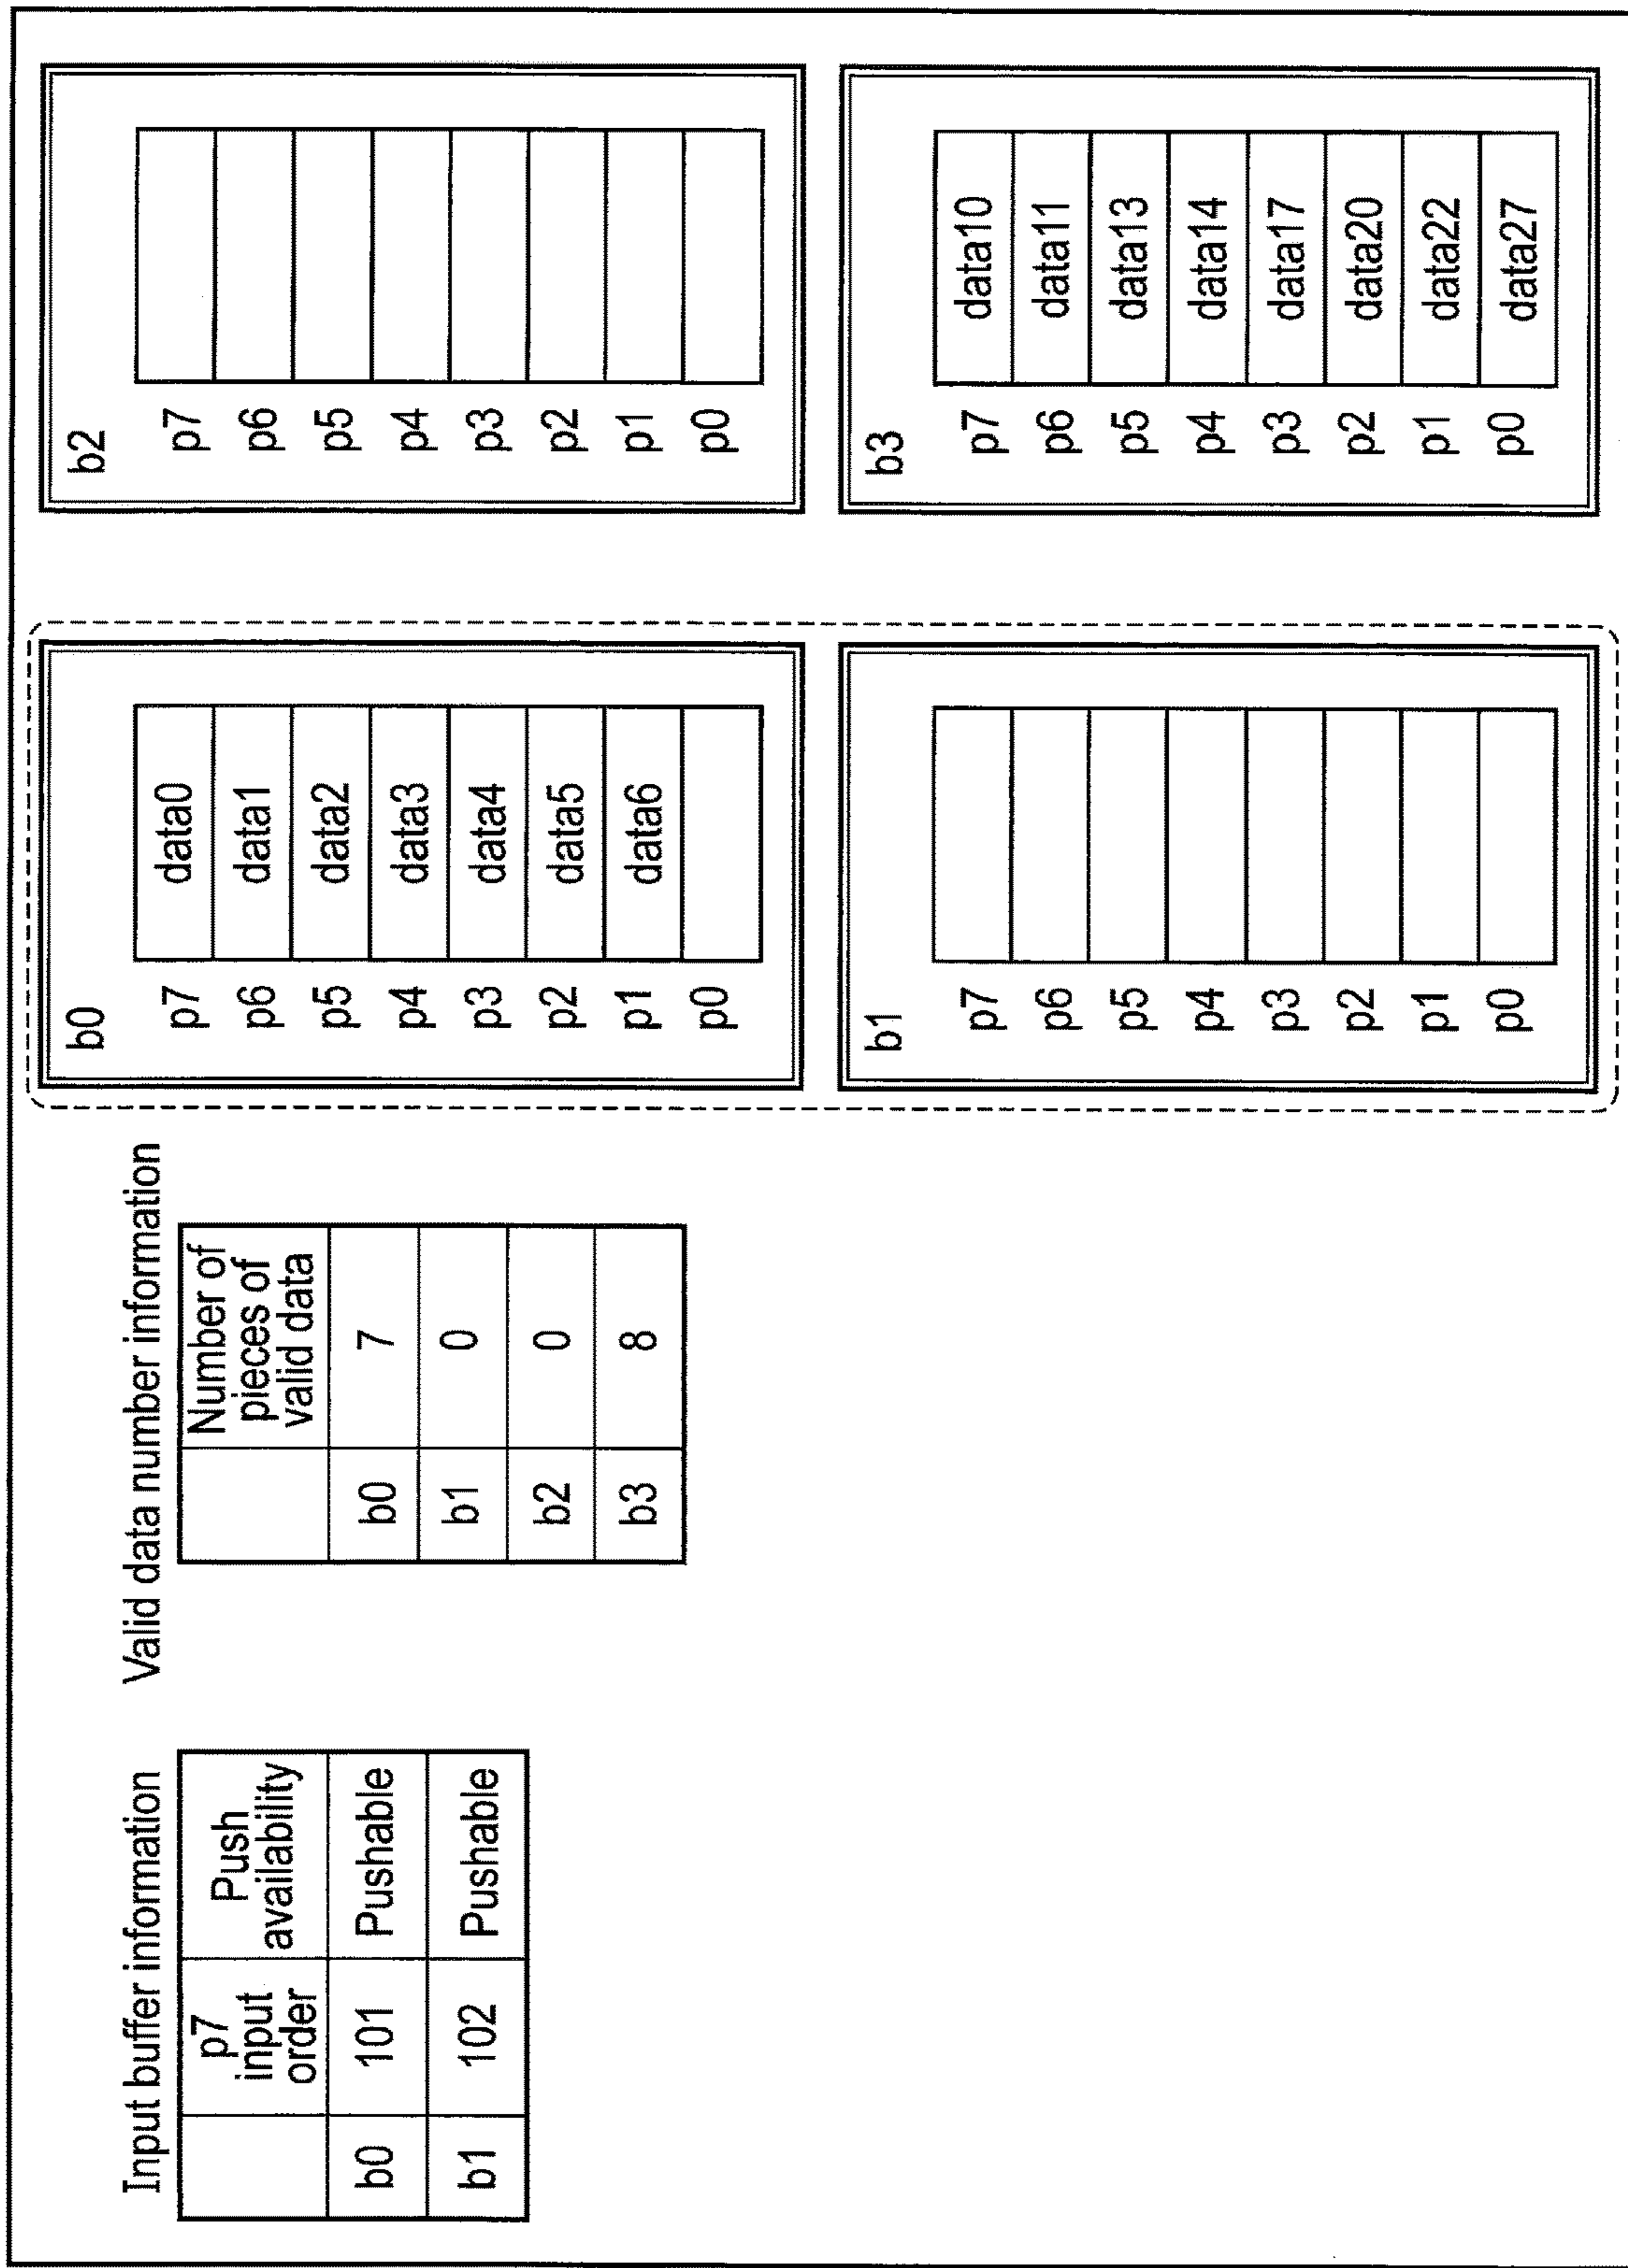 Input buffer information
p7
input
order
Push
availability
b0 101 Pushable
b1 102 Pushable
Valid data number information
Number of
pieces of
valid data
b0 7
b1 0
b2 0
b3 8
b0
p7 data0
p6 data1
p5 data2
p4 data3
p3 data4
p2 data5
p1 data6
p0
b1
p7
p6
p5
p4
p3
p2
p1
p0
b2
p7
p6
p5
p4
p3
p2
p1
p0
b3
p7 data10
p6 data11
p5 data13
p4 data14
p3 data17
p2 data20
p1 data22
p0 data27